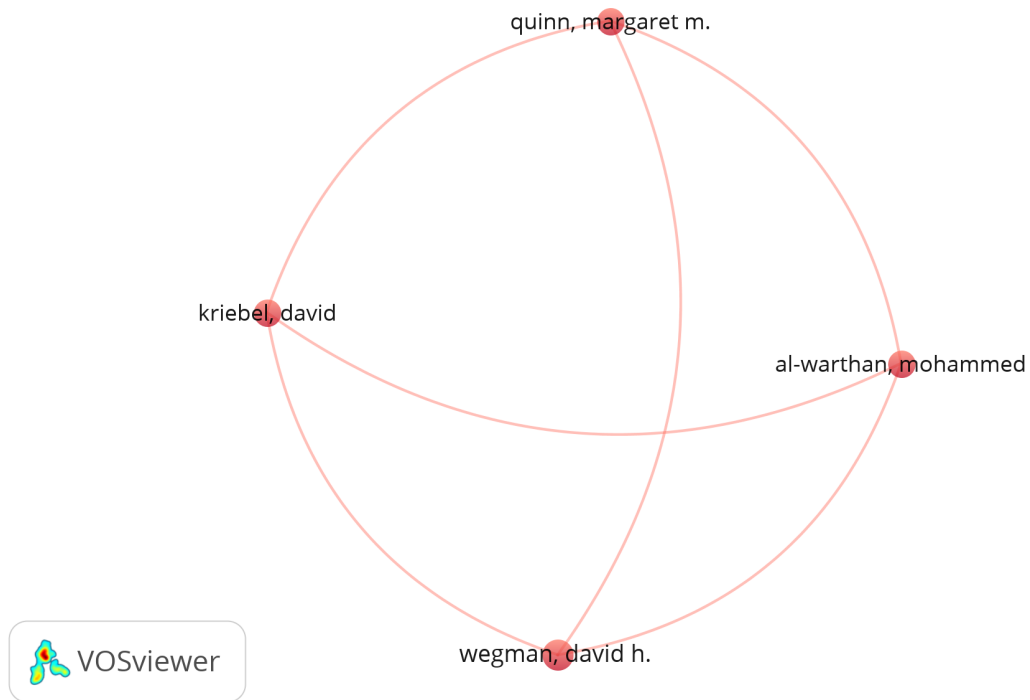 quinn, margaret m.
kriebel, david
al-warthan, mohammed
wegman, david h.
VOSviewer